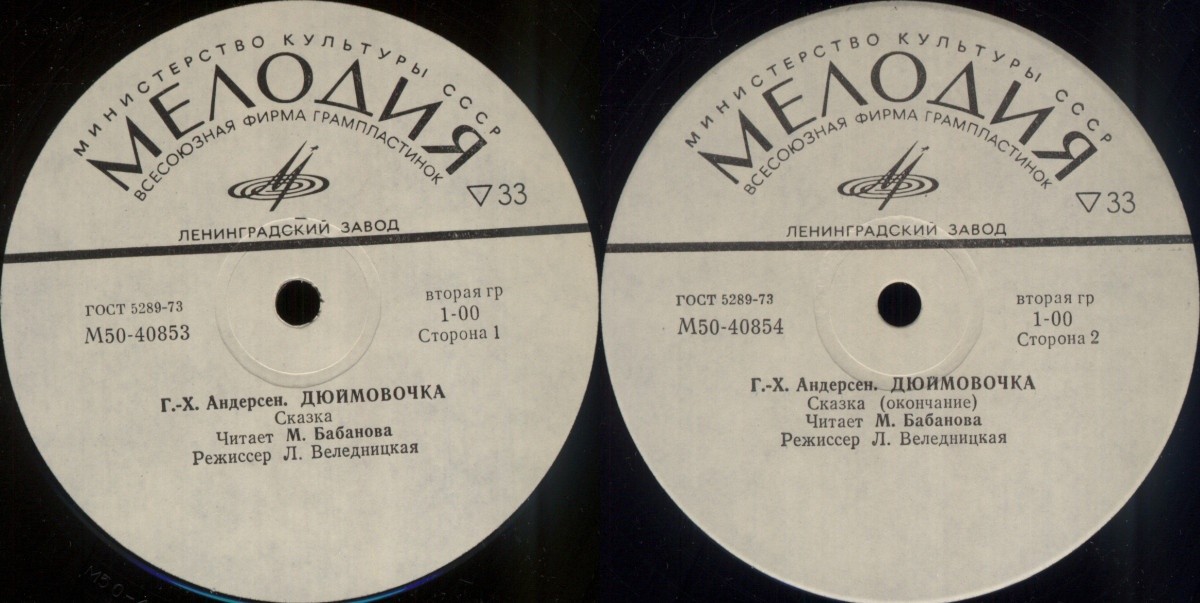 МИНИСТЕРСТВО КУЛЬТУРЫ СССР
МЕЛОДИЯ
ВСЕСОЮЗНАЯ ФИРМА ГРАМПЛАСТИНОК
▽33
ЛЕНИНГРАДСКИЙ ЗАВОД
ГОСТ 5289-73
М50-40853
вторая гр
1-00
Сторона 1
Г.-Х. Андерсен. ДЮЙМОВОЧКА
Сказка
Читает М. Бабанова
Режиссер Л. Веледницкая
МИНИСТЕРСТВО КУЛЬТУРЫ СССР
МЕЛОДИЯ
ВСЕСОЮЗНАЯ ФИРМА ГРАМПЛАСТИНОК
▽33
ЛЕНИНГРАДСКИЙ ЗАВОД
ГОСТ 5289-73
М50-40854
вторая гр
1-00
Сторона 2
Г.-Х. Андерсен. ДЮЙМОВОЧКА
Сказка (окончание)
Читает М. Бабанова
Режиссер Л. Веледницкая